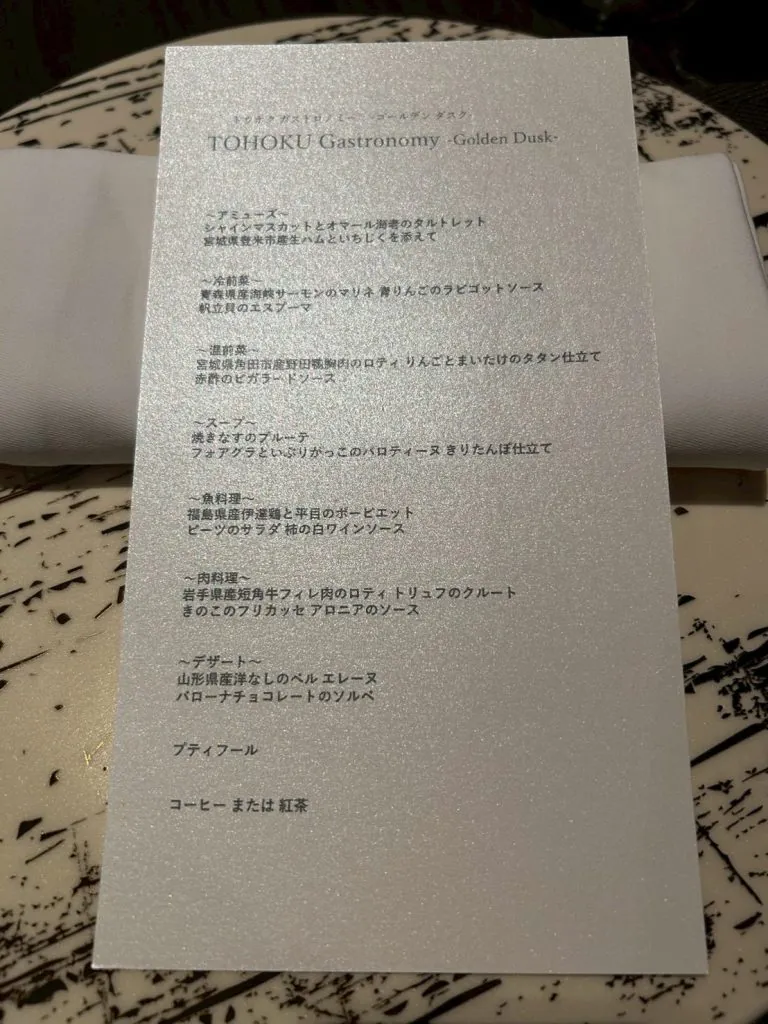 トウホク ガストロノミー -ゴールデン ダスク-
TOHOKU Gastronomy -Golden Dusk-
～アミューズ～
シャインマスカットとオマール海老のタルトレット
宮城県登米市産生ハムといちじくを添えて
～冷前菜～
青森県産海峡サーモンのマリネ 青りんごのラビゴットソース
帆立貝のエスプーマ
～温前菜～
宮城県角田市産野田鴨胸肉のロティ りんごとまいたけのタタン仕立て
赤酢のビガラードソース
～スープ～
焼きなすのブルーテ
フォアグラといぶりがっこのバロティーヌ きりたんぽ仕立て
～魚料理～
福島県産伊達鶏と平目のポーピエット
ビーツのサラダ 柿の白ワインソース
～肉料理～
岩手県産短角牛フィレ肉のロティ トリュフのクルート
きのこのフリカッセ アロニアのソース
～デザート～
山形県産洋なしのベル エレーヌ
バローナチョコレートのソルベ
プティフール
コーヒー または 紅茶